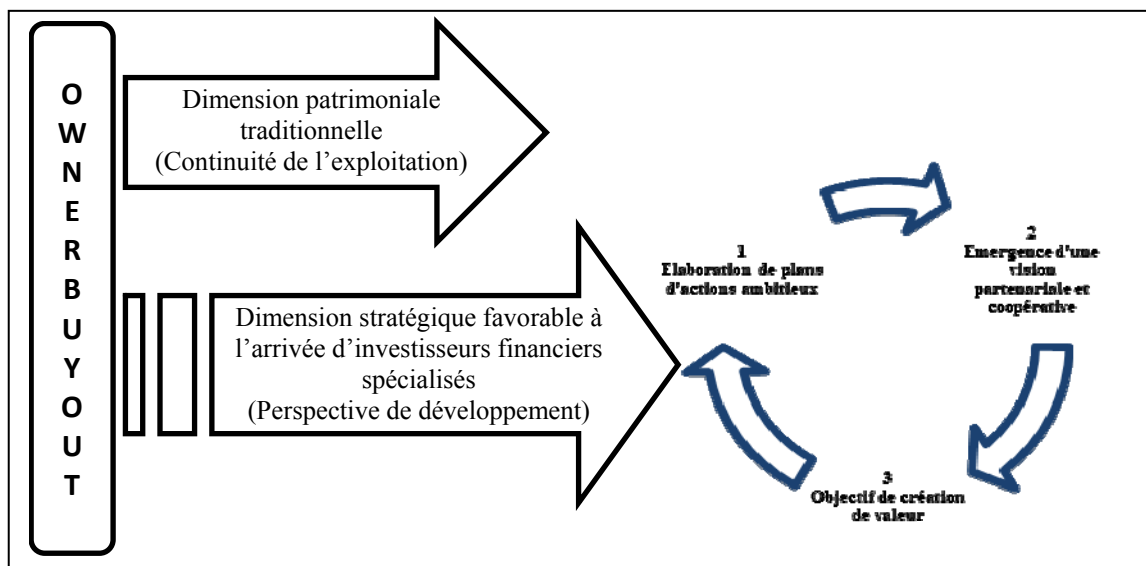 OWNERBUYOUT
Dimension patrimoniale
traditionnelle
(Continuité de l’exploitation)
Dimension stratégique favorable à
l’arrivée d’investisseurs financiers
spécialisés
(Perspective de développement)
1
Elaboration de plans
d'actions ambitieux
2
Emergence d'une
vision
partenariale et
coopérative
3
Objectif de création
de valeur